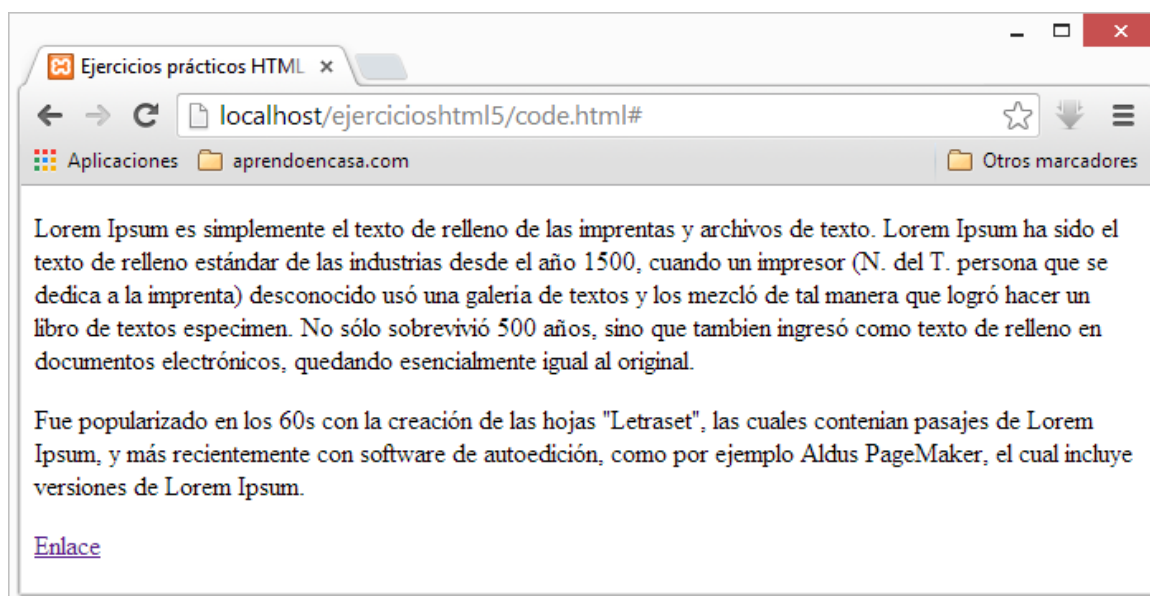 Ejercicios prácticos HTML
localhost/ejercicioshtml5/code.html#
Aplicaciones aprendoencasa.com Otros marcadores
Lorem Ipsum es simplemente el texto de relleno de las imprentas y archivos de texto. Lorem Ipsum ha sido el
texto de relleno estándar de las industrias desde el año 1500, cuando un impresor (N. del T. persona que se
dedica a la imprenta) desconocido usó una galería de textos y los mezcló de tal manera que logró hacer un
libro de textos especimen. No sólo sobrevivió 500 años, sino que tambien ingresó como texto de relleno en
documentos electrónicos, quedando esencialmente igual al original.
Fue popularizado en los 60s con la creación de las hojas "Letraset", las cuales contenian pasajes de Lorem
Ipsum, y más recientemente con software de autoedición, como por ejemplo Aldus PageMaker, el cual incluye
versiones de Lorem Ipsum.
Enlace